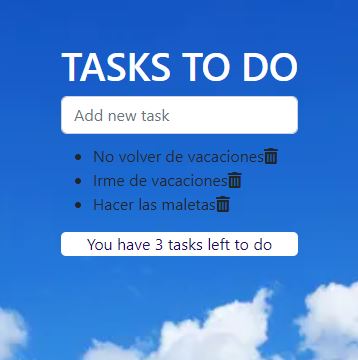 TASKS TO DO
Add new task
No volver de vacaciones
Irme de vacaciones
Hacer las maletas
You have 3 tasks left to do